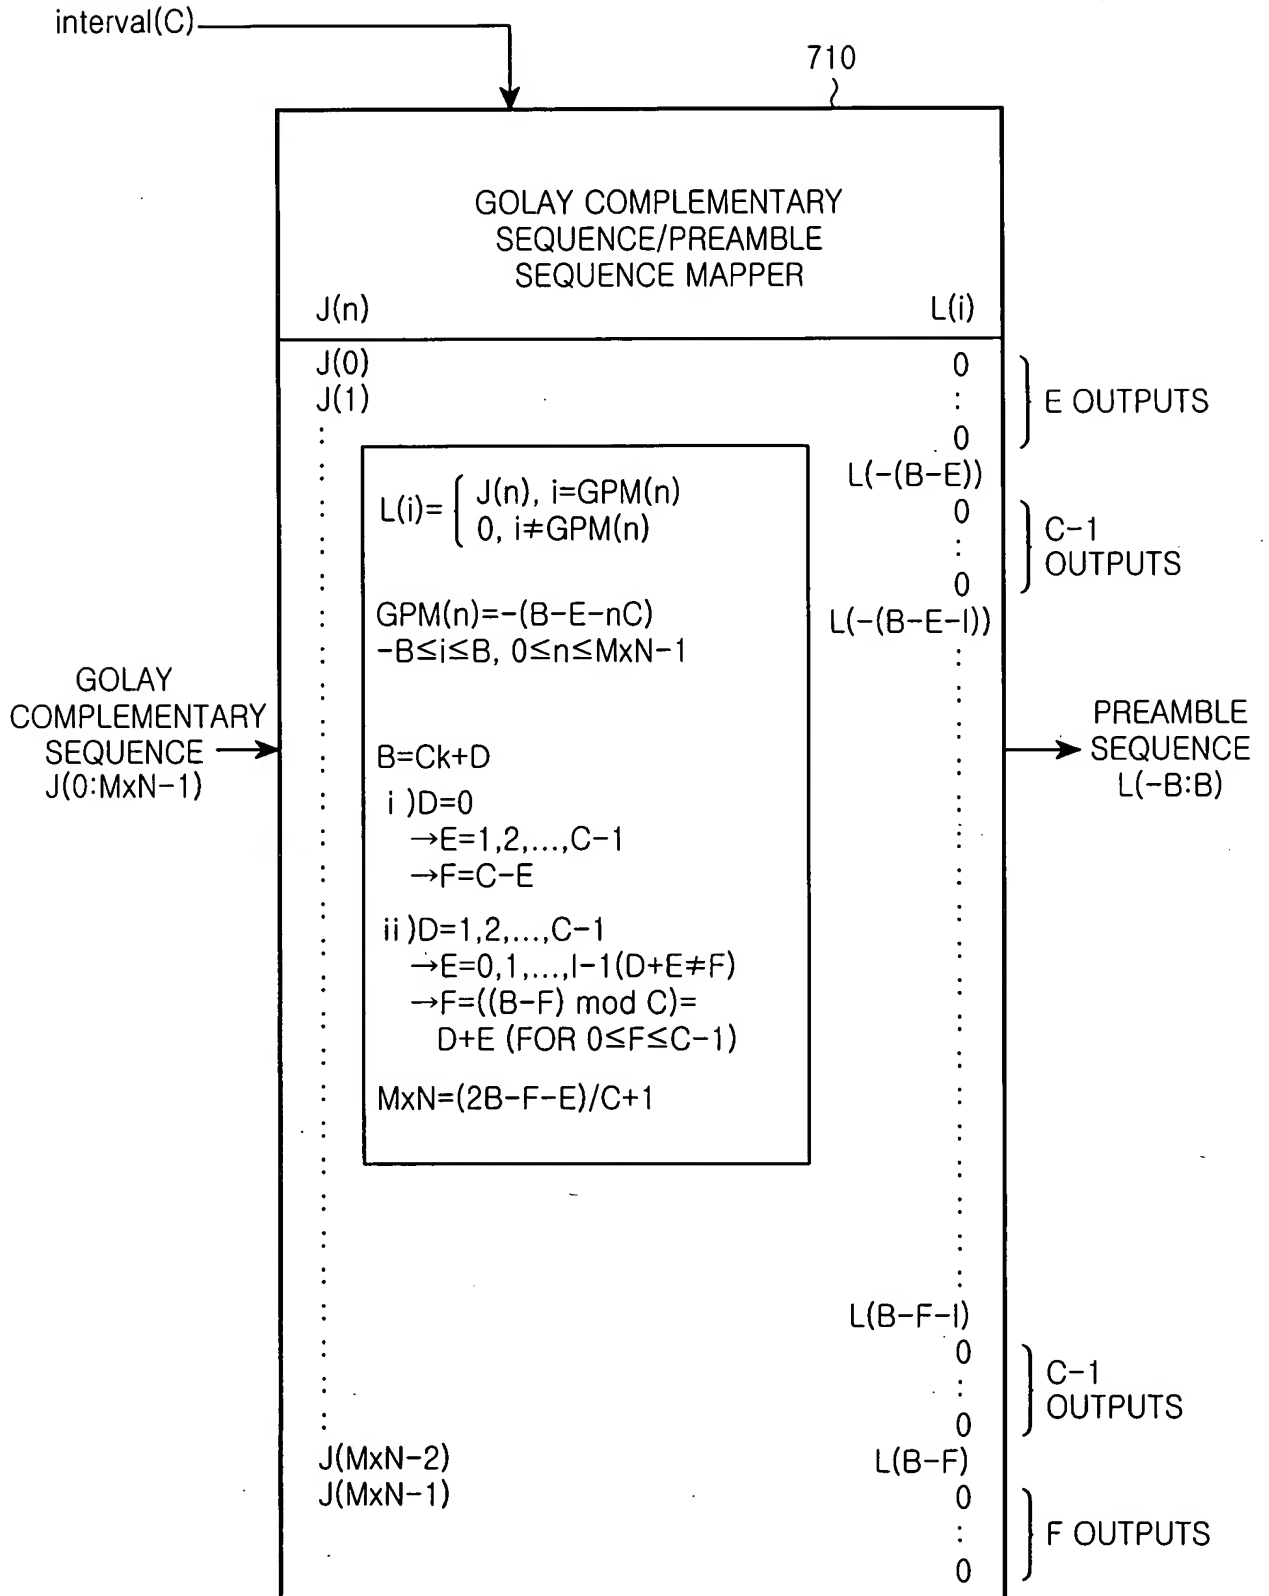 interval(C)
710
GOLAY COMPLEMENTARY
SEQUENCE/PREAMBLE
SEQUENCE MAPPER
J(n)
L(i)
J(0)
J(1)
0
:
0
E OUTPUTS
L(-(B-E))
0
:
0
C-1
OUTPUTS
L(-(B-E-I))
L(i)= { J(n), i=GPM(n)
0, i≠GPM(n)
GPM(n)=-(B-E-nC)
-B≤i≤B, 0≤n≤MxN-1
B=Ck+D
i )D=0
→E=1,2,...,C-1
→F=C-E
ii )D=1,2,...,C-1
→E=0,1,...,I-1(D+E≠F)
→F=((B-F) mod C)=
D+E (FOR 0≤F≤C-1)
MxN=(2B-F-E)/C+1
GOLAY
COMPLEMENTARY
SEQUENCE
J(0:MxN-1)
PREAMBLE
SEQUENCE
L(-B:B)
L(B-F-I)
0
:
0
C-1
OUTPUTS
J(MxN-2)
L(B-F)
J(MxN-1)
0
:
0
F OUTPUTS